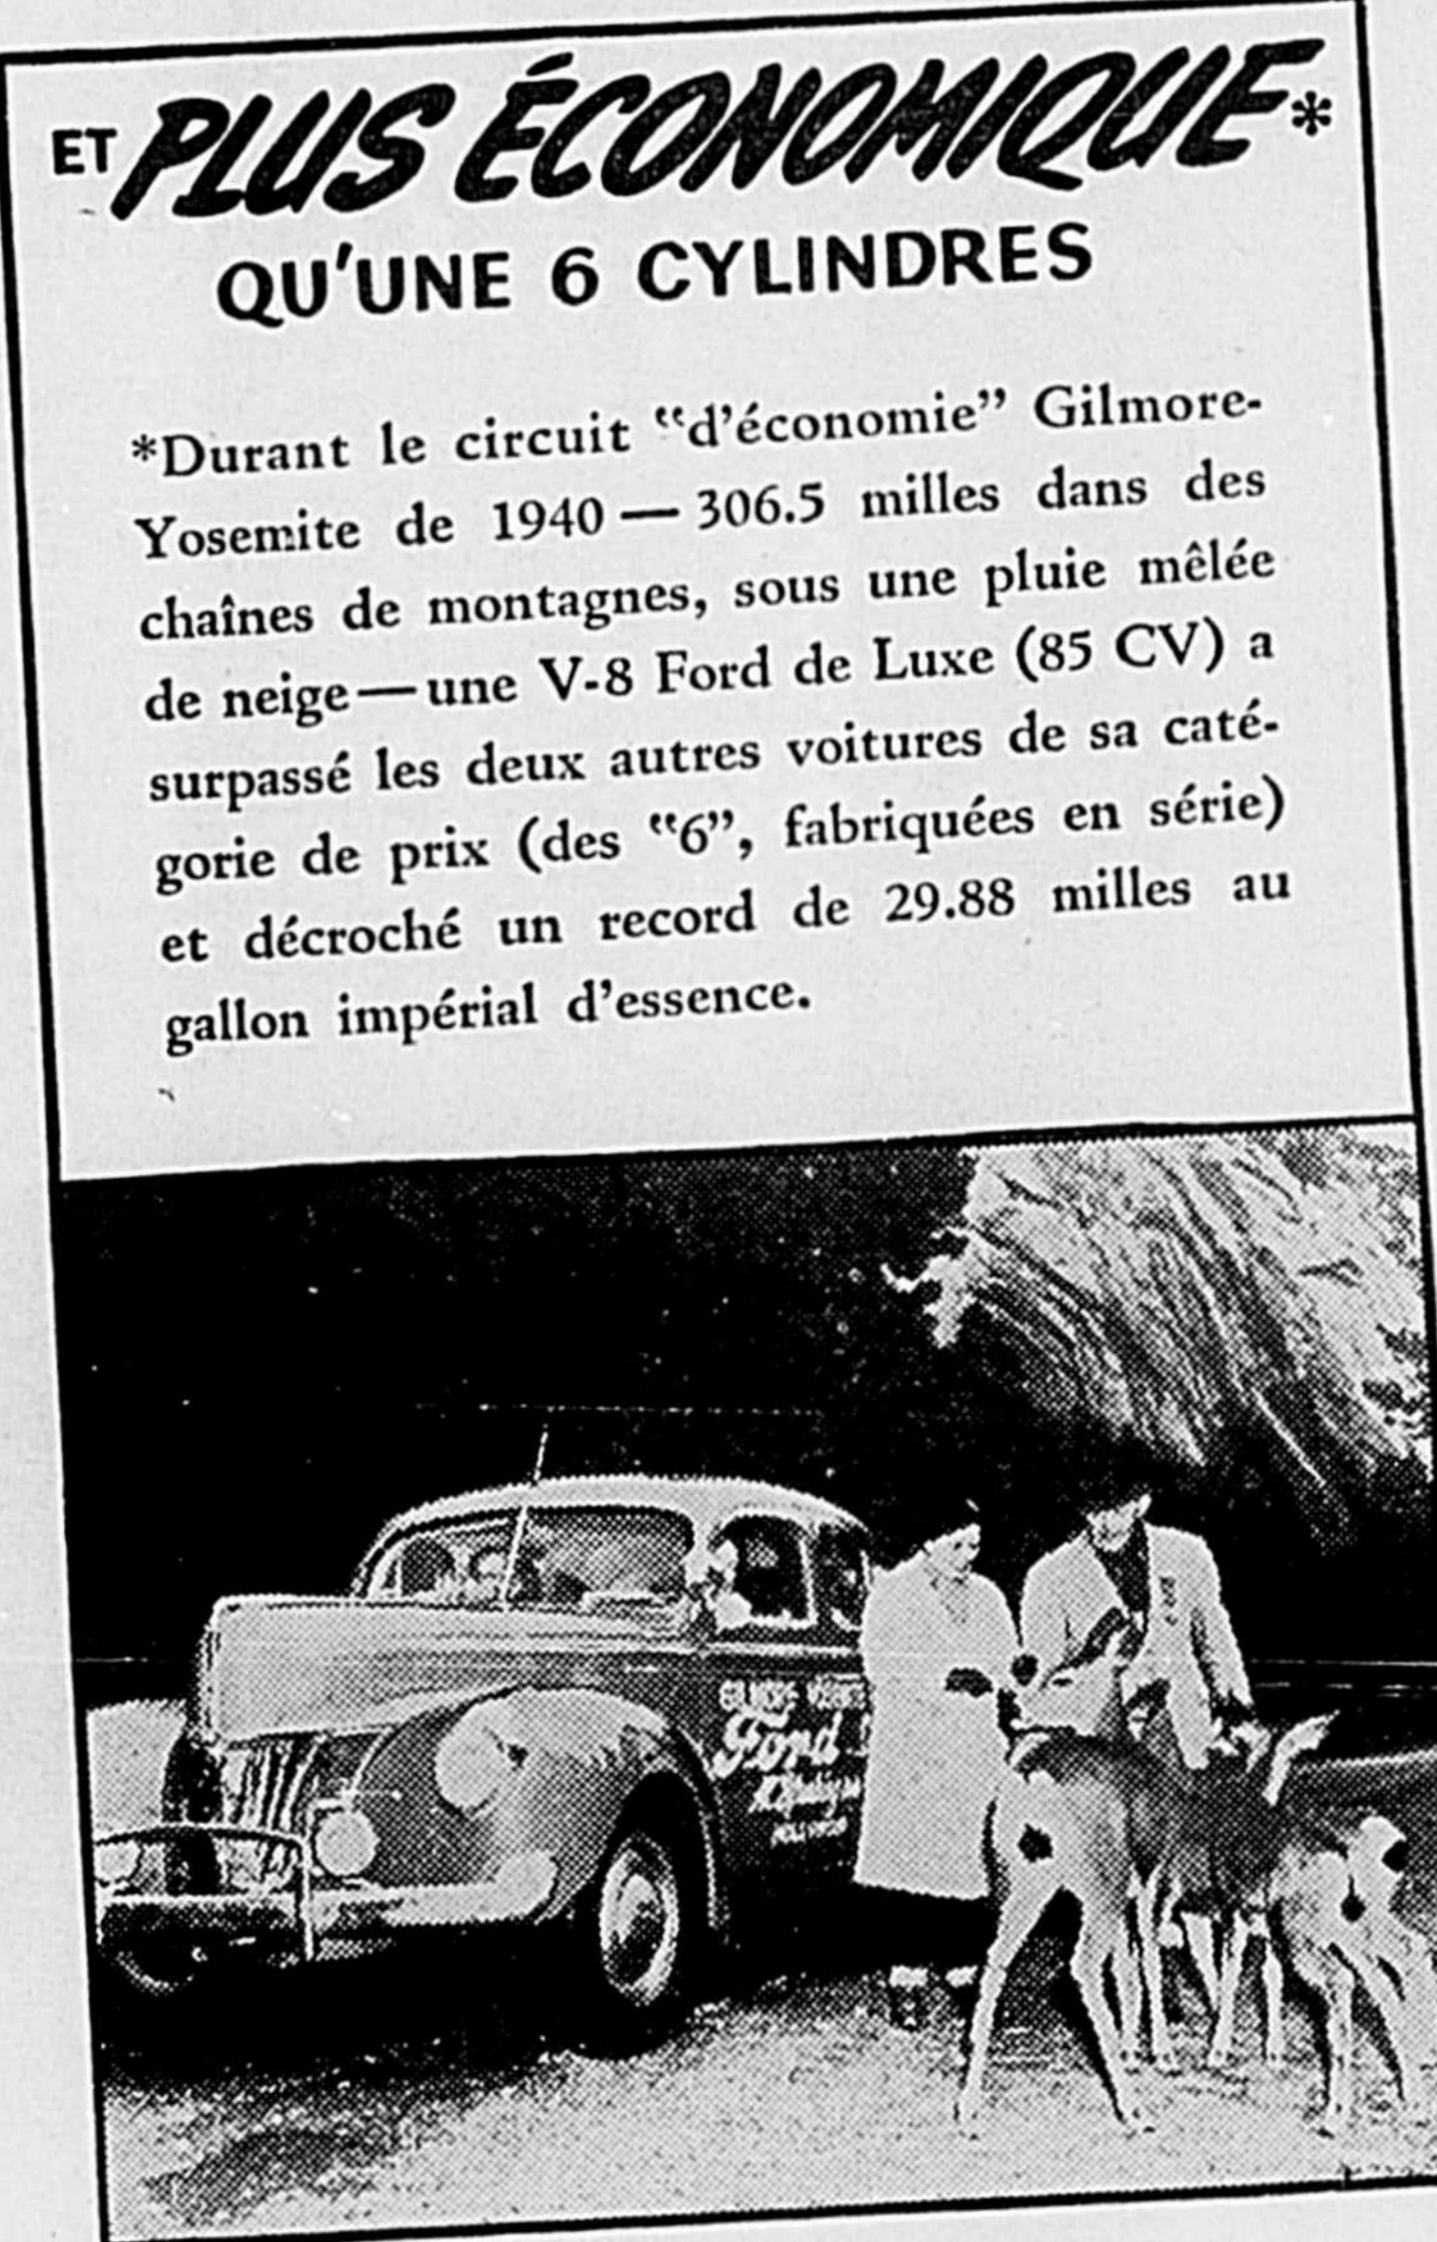 ET PLUS ÉCONOMIQUE*
QU'UNE 6 CYLINDRES
*Durant le circuit "d'économie" Gilmore-
Yosemite de 1940 — 306.5 milles dans des
chaînes de montagnes, sous une pluie mêlée
de neige — une V-8 Ford de Luxe (85 CV) a
surpassé les deux autres voitures de sa caté-
gorie de prix (des "6", fabriquées en série)
et décroché un record de 29.88 milles au
gallon impérial d'essence.
GILMORE
Ford